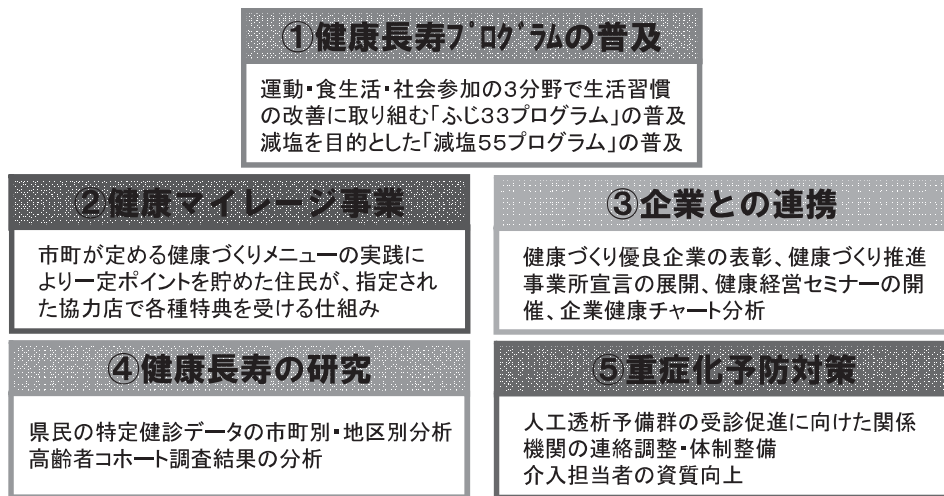 ①健康長寿プログラムの普及
運動・食生活・社会参加の3分野で生活習慣
の改善に取り組む「ふじ33プログラム」の普及
減塩を目的とした「減塩55プログラム」の普及
②健康マイレージ事業
市町が定める健康づくりメニューの実践に
より一定ポイントを貯めた住民が、指定され
た協力店で各種特典を受ける仕組み
③企業との連携
健康づくり優良企業の表彰、健康づくり推進
事業所宣言の展開、健康経営セミナーの開
催、企業健康チャート分析
④健康長寿の研究
県民の特定健診データの市町別・地区別分析
高齢者コホート調査結果の分析
⑤重症化予防対策
人工透析予備群の受診促進に向けた関係
機関の連絡調整・体制整備
介入担当者の資質向上